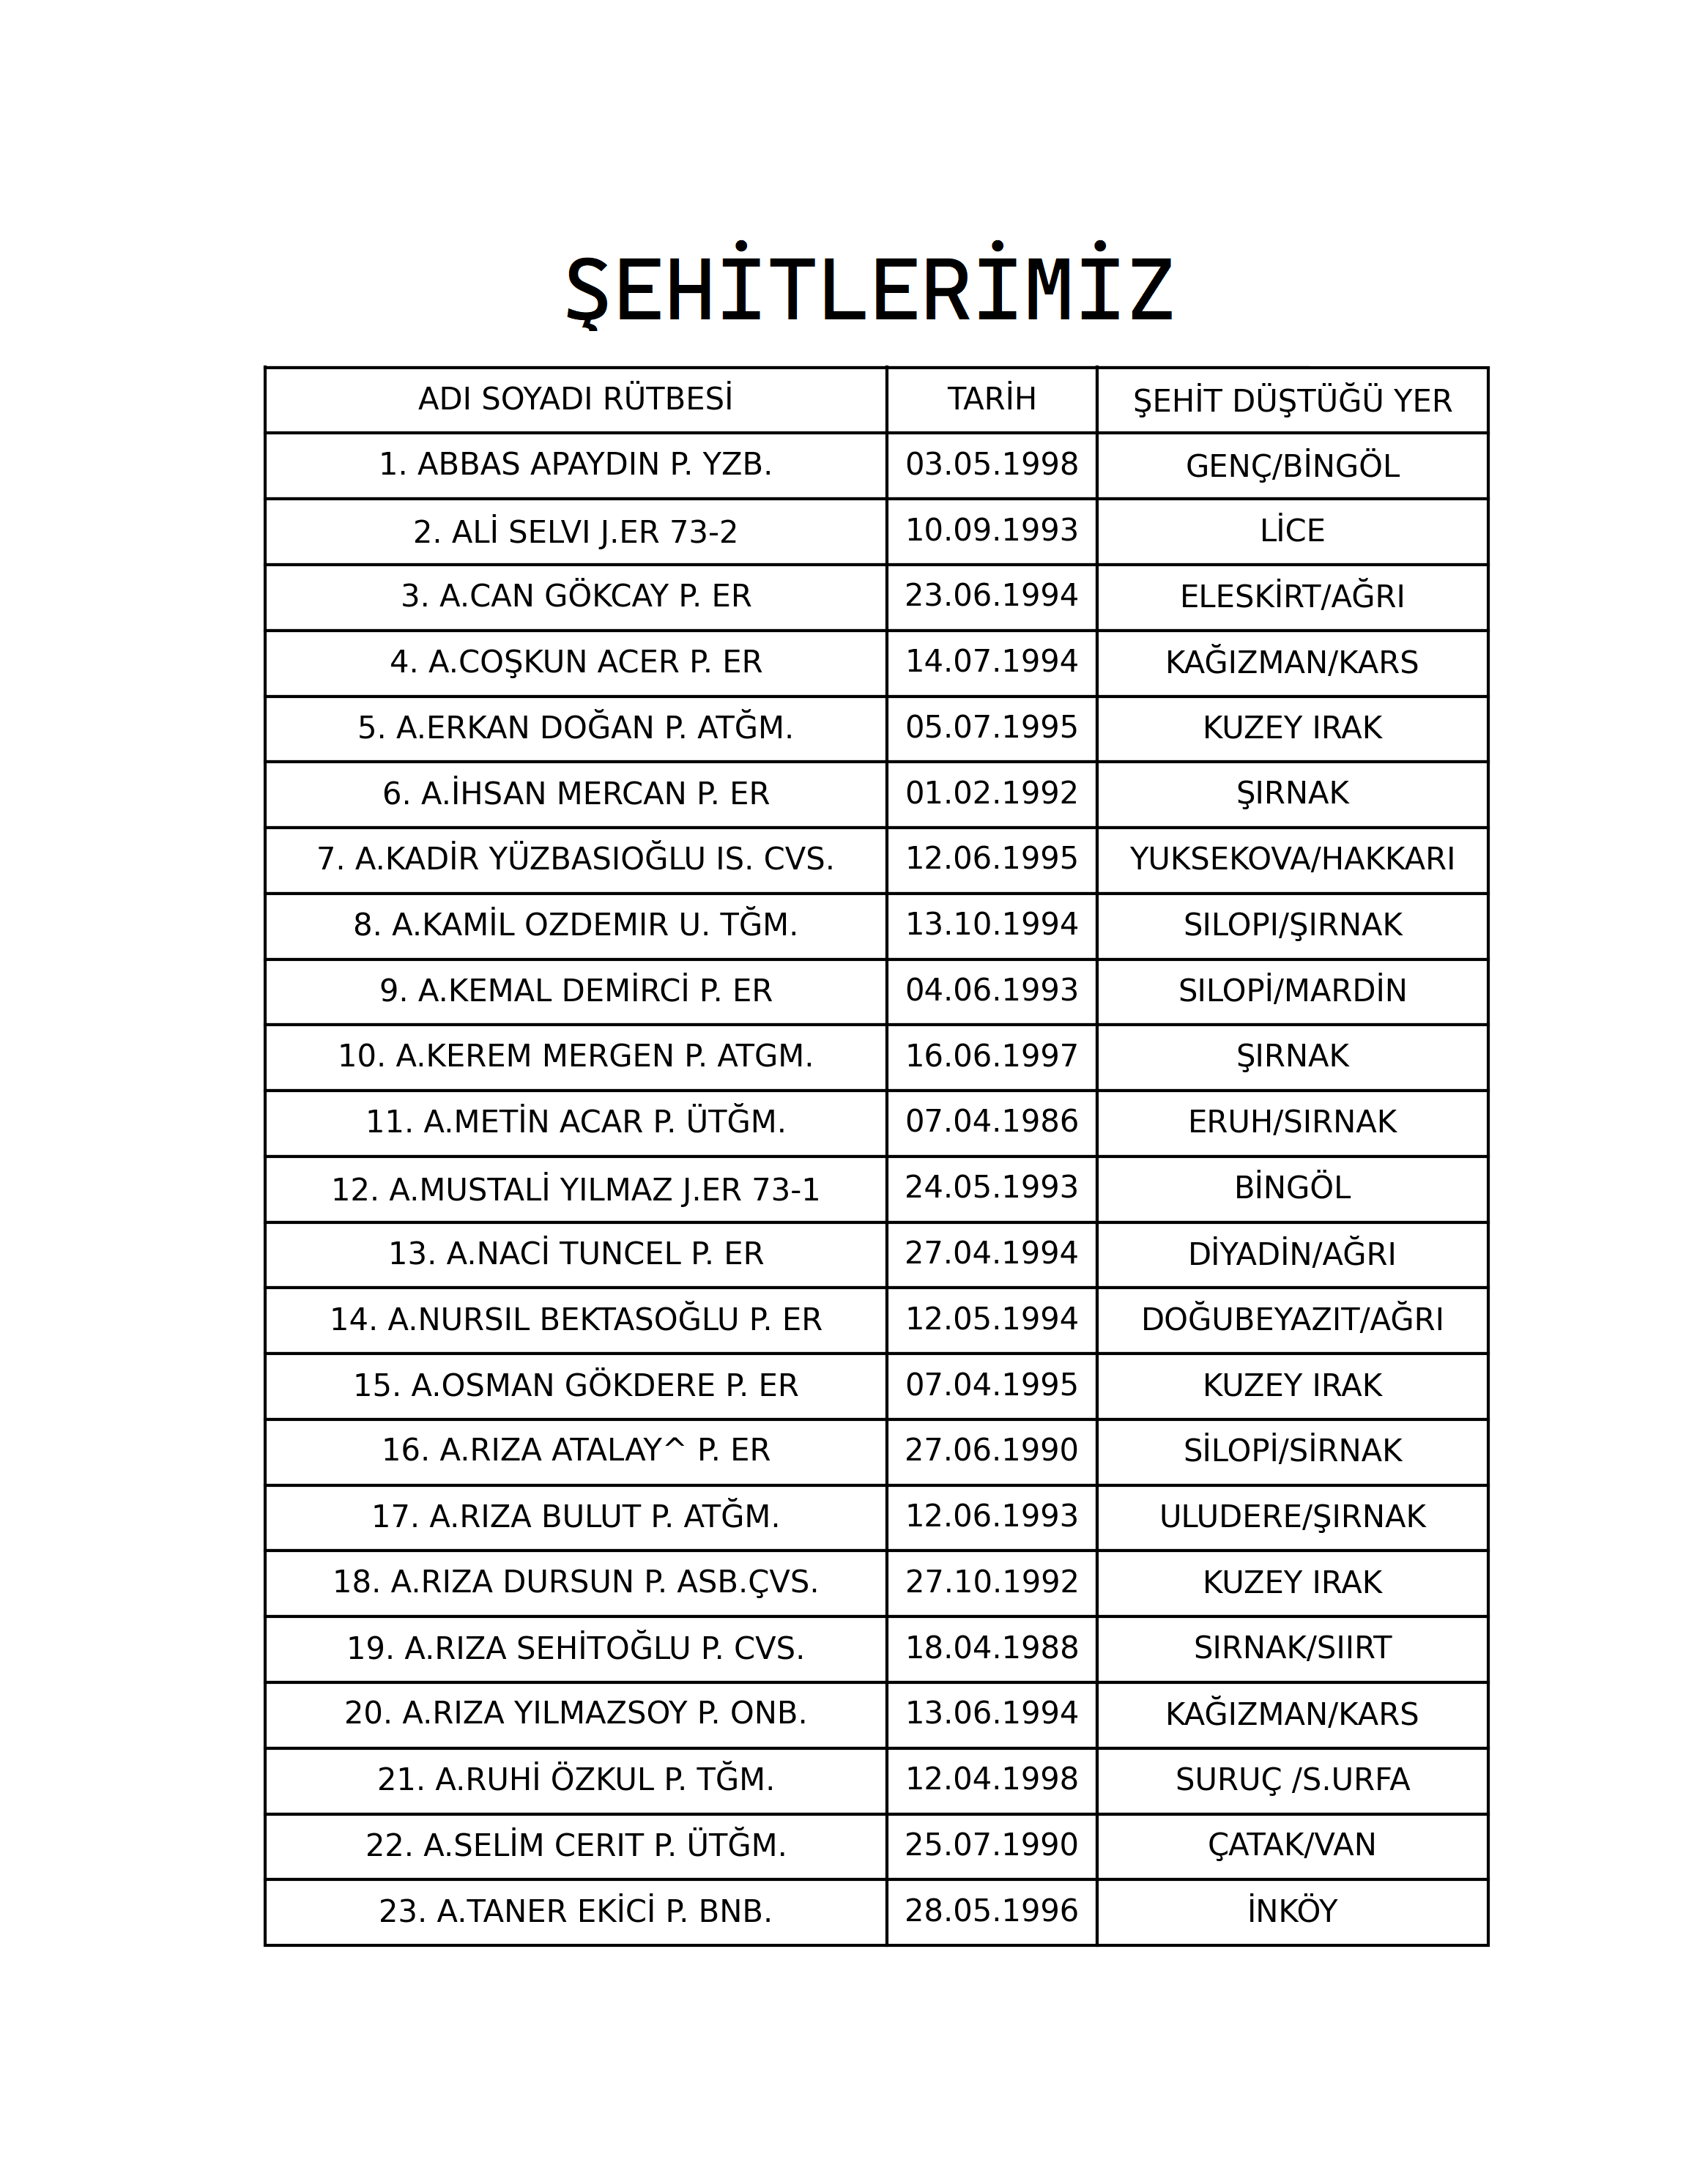 ŞEHİTLERİMİZ
ADI SOYADI RÜTBESİ TARİH ŞEHİT DÜŞTÜĞÜ YER
1. ABBAS APAYDIN P. YZB. 03.05.1998 GENÇ/BİNGÖL
2. ALİ SELVI J.ER 73-2 10.09.1993 LİCE
3. A.CAN GÖKCAY P. ER 23.06.1994 ELESKİRT/AĞRI
4. A.COŞKUN ACER P. ER 14.07.1994 KAĞIZMAN/KARS
5. A.ERKAN DOĞAN P. ATĞM. 05.07.1995 KUZEY IRAK
6. A.İHSAN MERCAN P. ER 01.02.1992 ŞIRNAK
7. A.KADİR YÜZBASIOĞLU IS. CVS. 12.06.1995 YUKSEKOVA/HAKKARI
8. A.KAMİL OZDEMIR U. TĞM. 13.10.1994 SILOPI/ŞIRNAK
9. A.KEMAL DEMİRCİ P. ER 04.06.1993 SILOPİ/MARDİN
10. A.KEREM MERGEN P. ATGM. 16.06.1997 ŞIRNAK
11. A.METİN ACAR P. ÜTĞM. 07.04.1986 ERUH/SIRNAK
12. A.MUSTALİ YILMAZ J.ER 73-1 24.05.1993 BİNGÖL
13. A.NACİ TUNCEL P. ER 27.04.1994 DİYADİN/AĞRI
14. A.NURSIL BEKTASOĞLU P. ER 12.05.1994 DOĞUBEYAZIT/AĞRI
15. A.OSMAN GÖKDERE P. ER 07.04.1995 KUZEY IRAK
16. A.RIZA ATALAY^ P. ER 27.06.1990 SİLOPİ/SİRNAK
17. A.RIZA BULUT P. ATĞM. 12.06.1993 ULUDERE/ŞIRNAK
18. A.RIZA DURSUN P. ASB.ÇVS. 27.10.1992 KUZEY IRAK
19. A.RIZA SEHİTOĞLU P. CVS. 18.04.1988 SIRNAK/SIIRT
20. A.RIZA YILMAZSOY P. ONB. 13.06.1994 KAĞIZMAN/KARS
21. A.RUHİ ÖZKUL P. TĞM. 12.04.1998 SURUÇ /S.URFA
22. A.SELİM CERIT P. ÜTĞM. 25.07.1990 ÇATAK/VAN
23. A.TANER EKİCİ P. BNB. 28.05.1996 İNKÖY